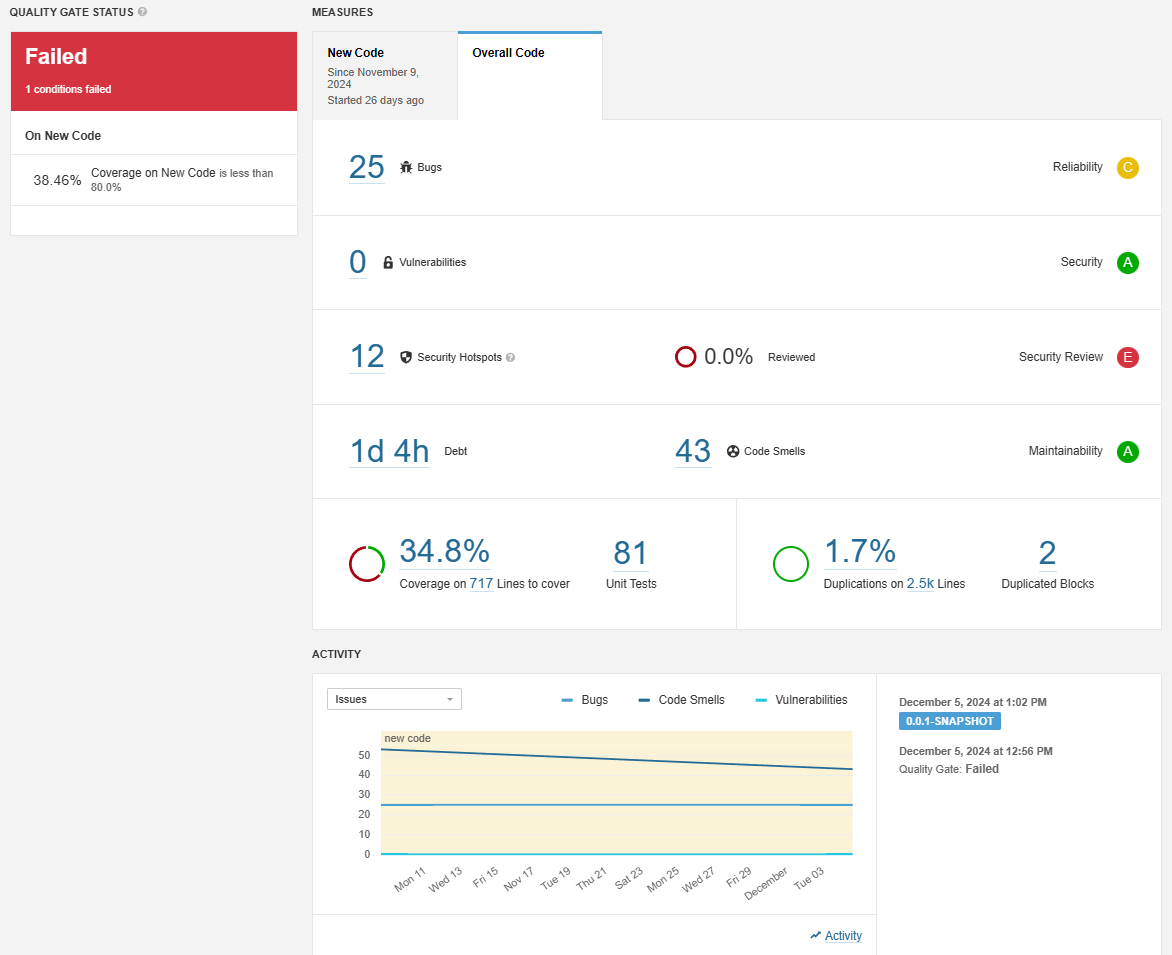 QUALITY GATE STATUS
Failed
1 conditions failed
On New Code
38.46%
Coverage on New Code is less than
80.0%
MEASURES
New Code
Since November 9,
2024
Started 26 days ago
Overall Code
25 Bugs
Reliability C
0 Vulnerabilities
Security A
12 Security Hotspots ?
0.0% Reviewed
Security Review E
1d 4h Debt
43 Code Smells
Maintainability A
34.8%
Coverage on 717 Lines to cover
81
Unit Tests
1.7%
Duplications on 2.5k Lines
2
Duplicated Blocks
ACTIVITY
Issues
Bugs
Code Smells
Vulnerabilities
new code
50
40
30
20
10
0
Mon 11
Wed 13
Fri 15
Nov 17
Tue 19
Thu 21
Sat 23
Mon 25
Wed 27
Fri 29
December
Tue 03
Activity
December 5, 2024 at 1:02 PM
0.0.1-SNAPSHOT
December 5, 2024 at 12:56 PM
Quality Gate: Failed